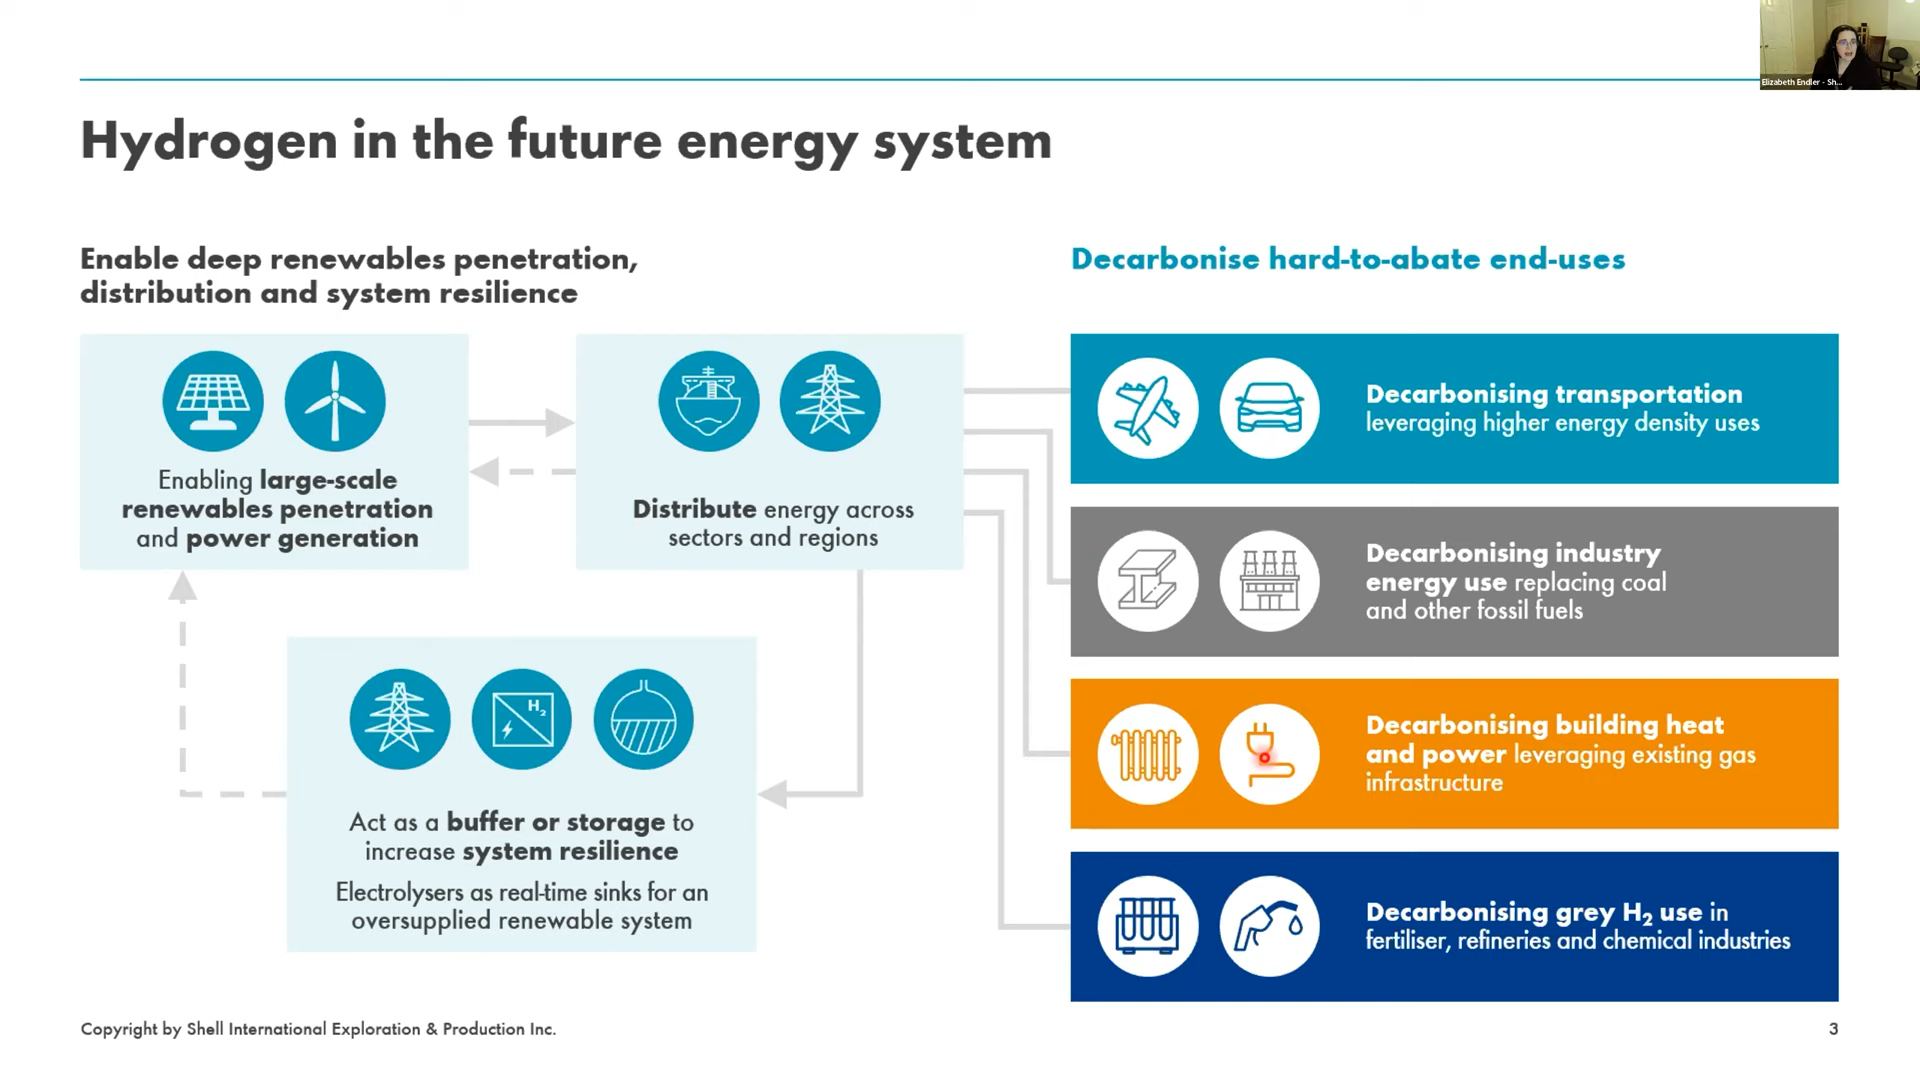 Elizabeth Endler - Sh...
Hydrogen in the future energy system
Enable deep renewables penetration,
distribution and system resilience
Enabling large-scale
renewables penetration
and power generation
Distribute energy across
sectors and regions
H2
Act as a buffer or storage to
increase system resilience
Electrolysers as real-time sinks for an
oversupplied renewable system
Decarbonise hard-to-abate end-uses
Decarbonising transportation
leveraging higher energy density uses
Decarbonising industry
energy use replacing coal
and other fossil fuels
Decarbonising building heat
and power leveraging existing gas
infrastructure
Decarbonising grey H2 use in
fertiliser, refineries and chemical industries
Copyright by Shell International Exploration & Production Inc.
3